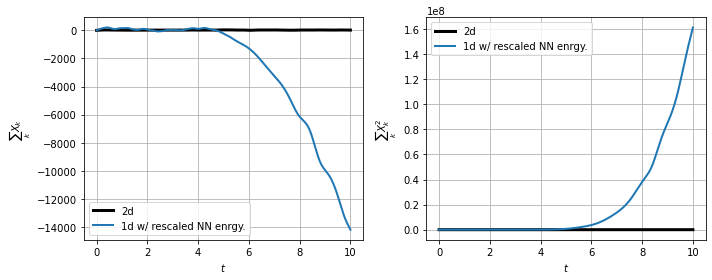 0
−2000
−4000
−6000
−8000
−10000
−12000
−14000
0 2 4 6 8 10
t
∑ₖ Xₖ
2d
1d w/ rescaled NN enrgy.
1e8
1.6
1.4
1.2
1.0
0.8
0.6
0.4
0.2
0.0
0 2 4 6 8 10
t
∑ₖ Xₖ²
2d
1d w/ rescaled NN enrgy.